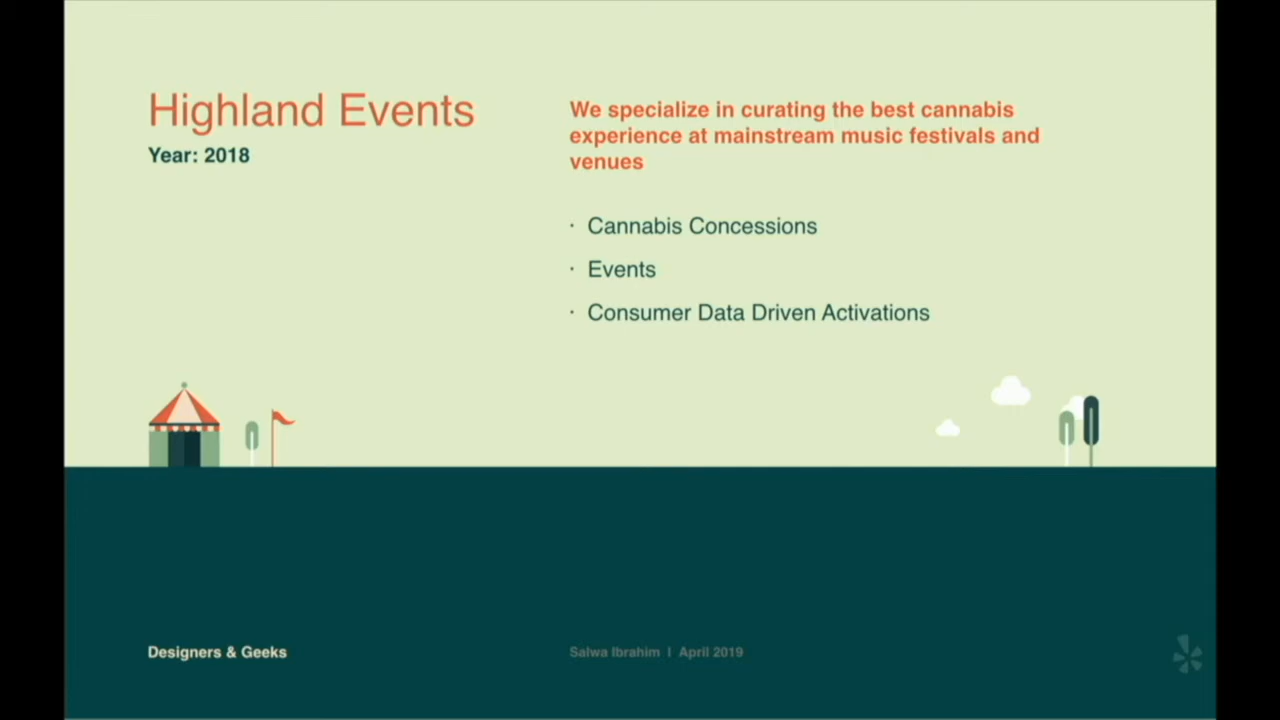 Highland Events
Year: 2018
We specialize in curating the best cannabis
experience at mainstream music festivals and
venues
· Cannabis Concessions
· Events
· Consumer Data Driven Activations
Designers & Geeks
Salwa Ibrahim | April 2019